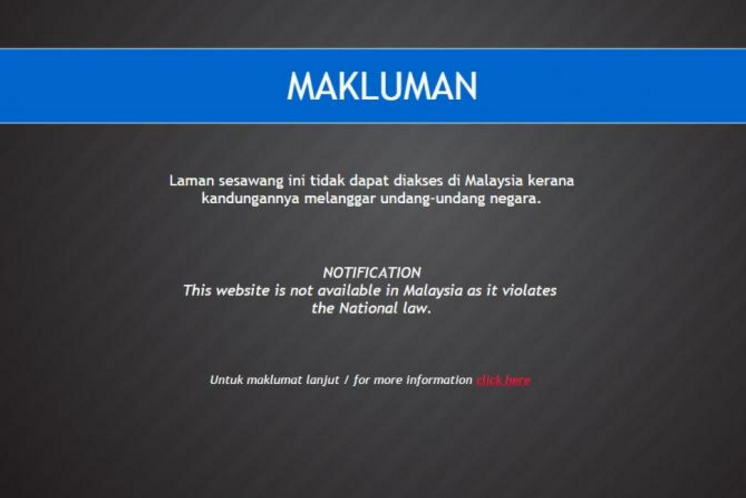 MAKLUMAN
Laman sesawang ini tidak dapat diakses di Malaysia kerana
kandungannya melanggar undang-undang negara.
NOTIFICATION
This website is not available in Malaysia as it violates
the National law.
Untuk maklumat lanjut / for more information click here